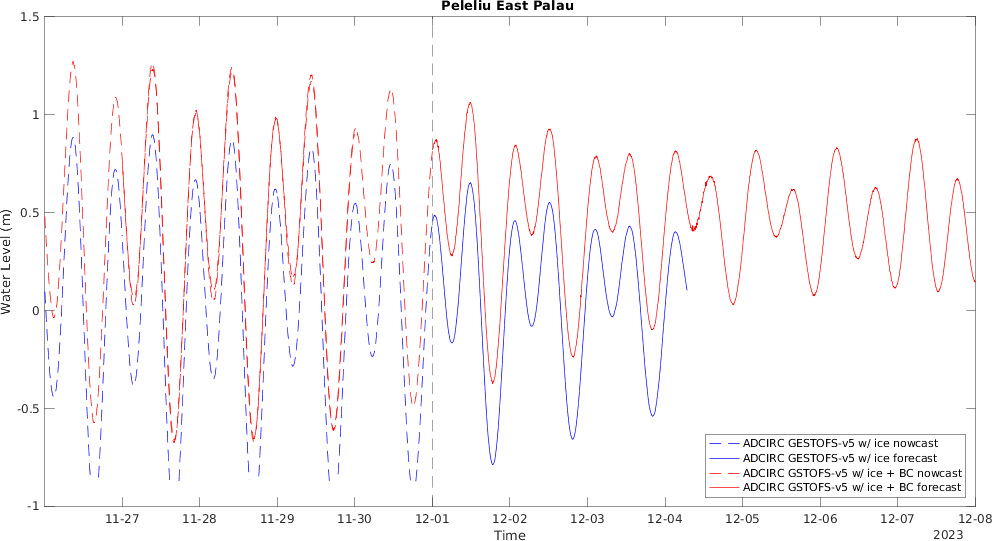 Peleliu East Palau
1.5
1
0.5
0
-0.5
-1
Water Level (m)
ADCIRC GESTOFS-v5 w/ ice nowcast
ADCIRC GESTOFS-v5 w/ ice forecast
ADCIRC GSTOFS-v5 w/ ice + BC nowcast
ADCIRC GSTOFS-v5 w/ ice + BC forecast
11-27 11-28 11-29 11-30 12-01 12-02 12-03 12-04 12-05 12-06 12-07 12-08
Time
2023